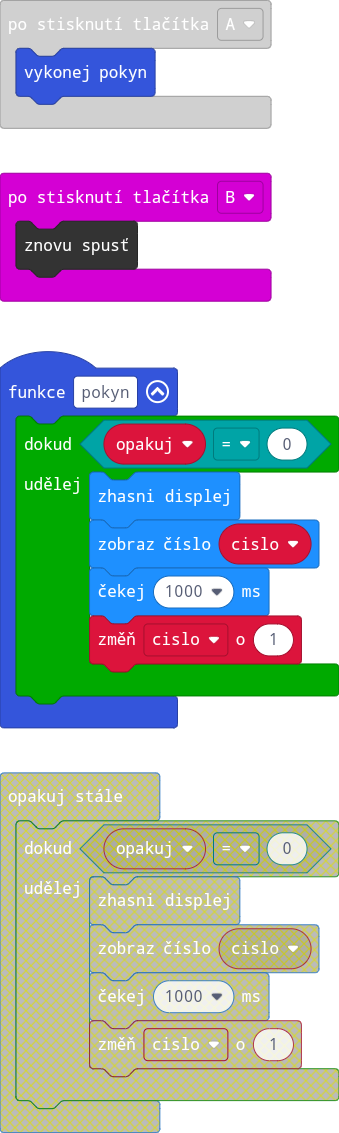 po stisknutí tlačítka A
vykonej pokyn
po stisknutí tlačítka B
znovu spusť
funkce pokyn
dokud opakuj = 0
udělej
zhasni displej
zobraz číslo cislo
čekej 1000 ms
změň cislo o 1
opakuj stále
dokud opakuj = 0
udělej
zhasni displej
zobraz číslo cislo
čekej 1000 ms
změň cislo o 1